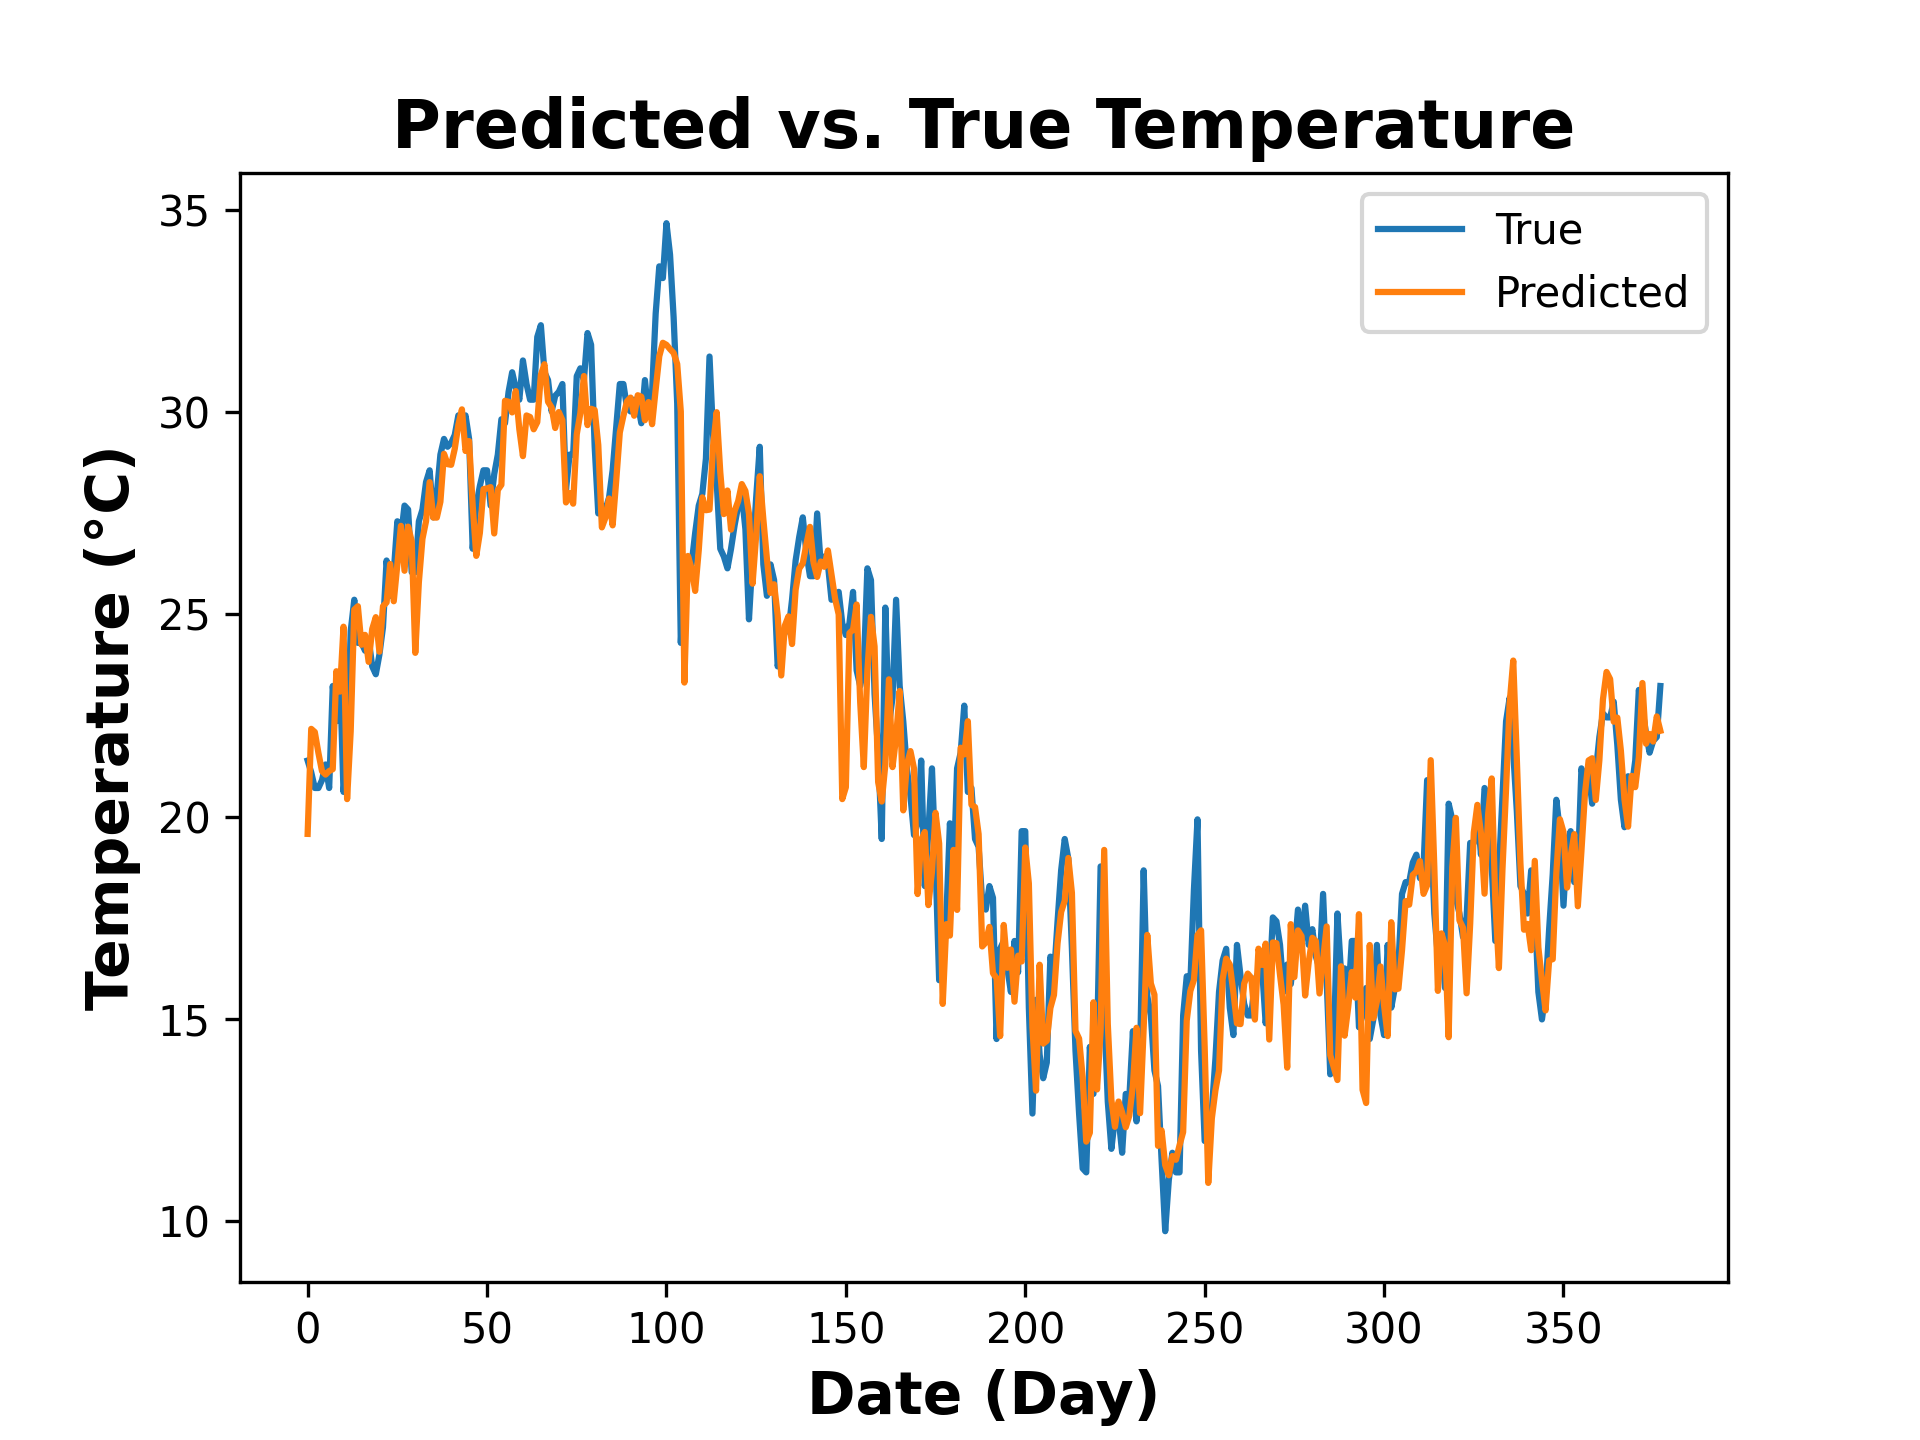 Predicted vs. True Temperature
True
Predicted
Temperature (°C)
35
30
25
20
15
10
0 50 100 150 200 250 300 350
Date (Day)